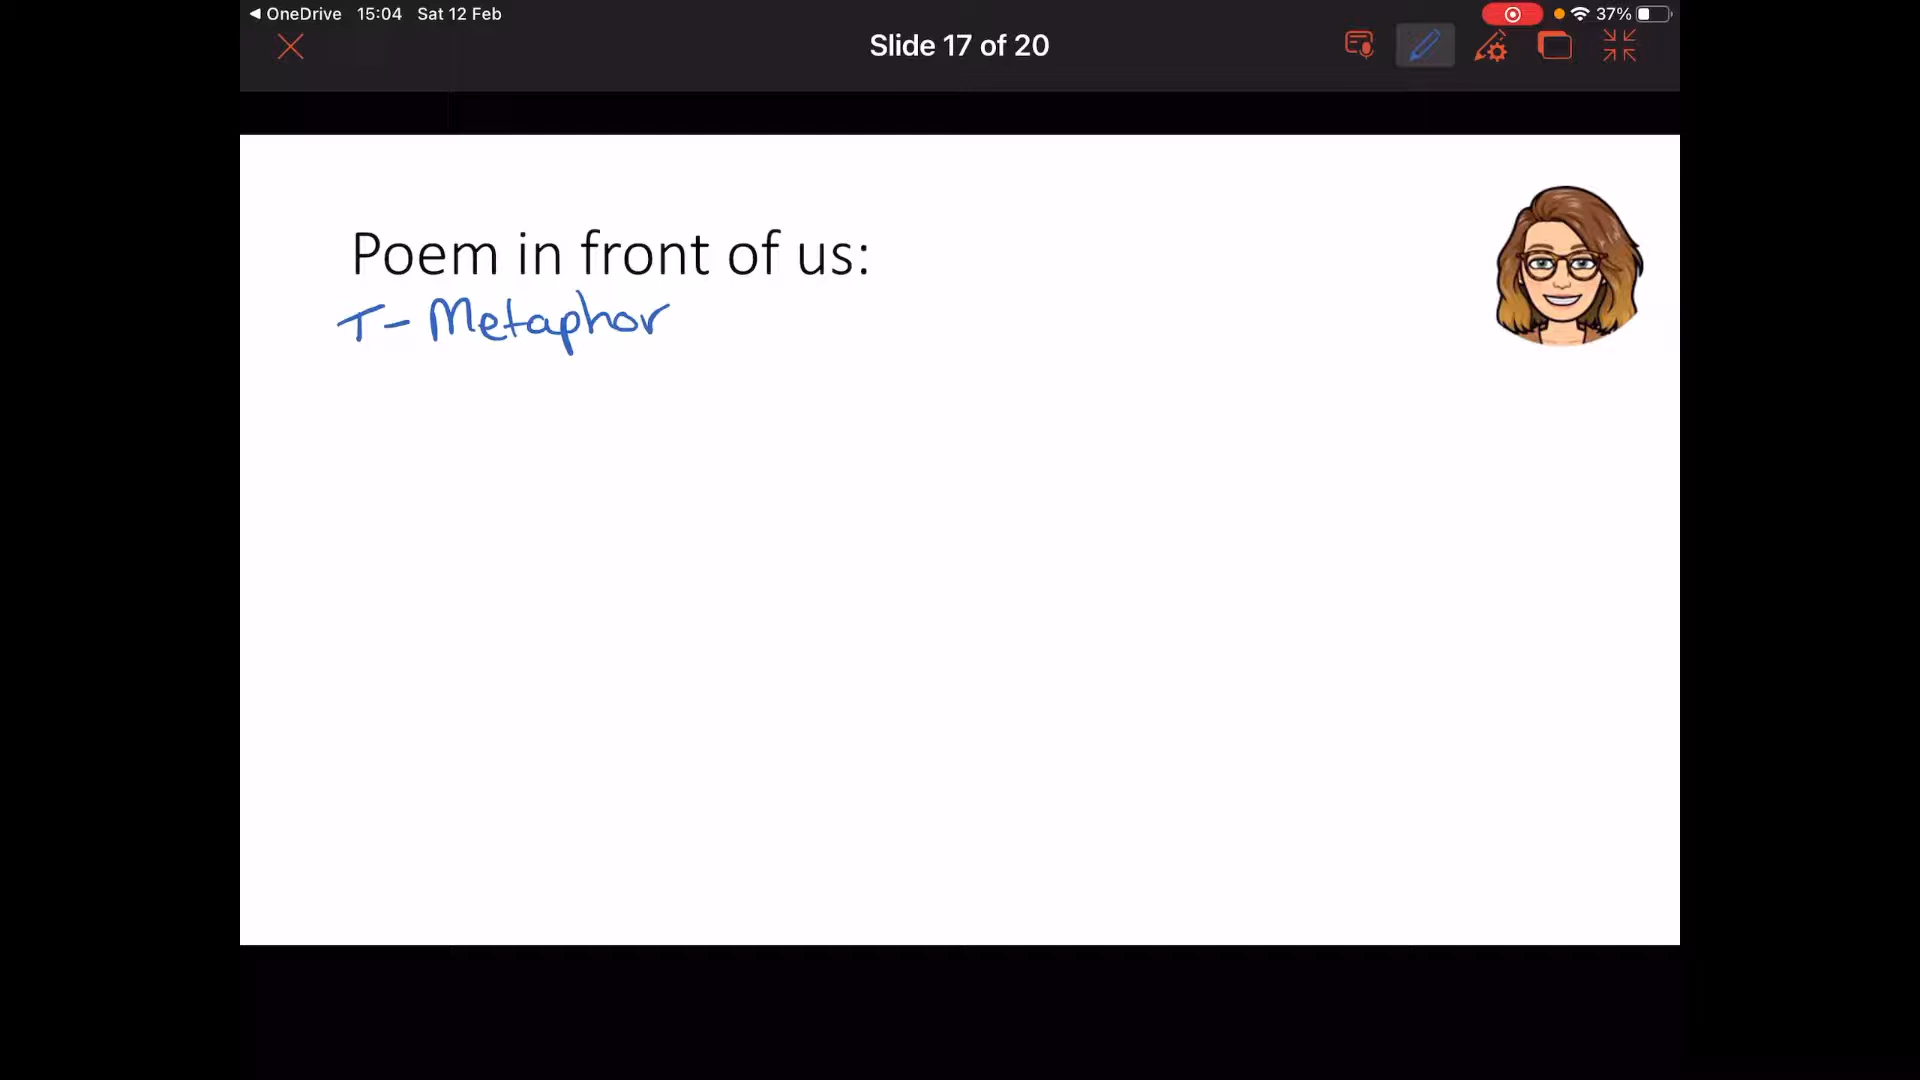 ◀ OneDrive 15:04 Sat 12 Feb
37%
Slide 17 of 20
Poem in front of us:
T- Metaphor